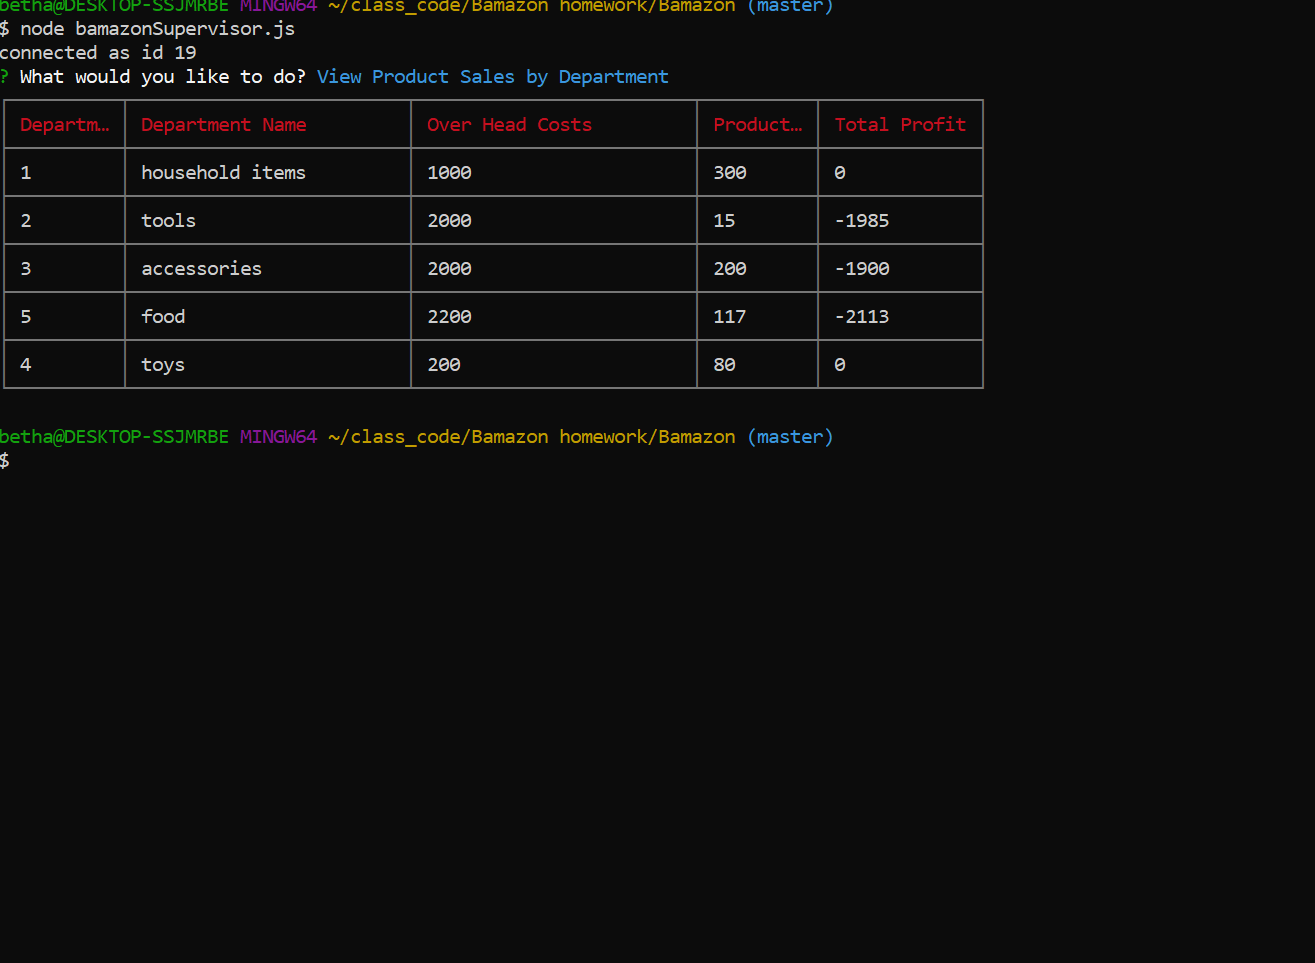 betha@DESKTOP-SSJMRBE MINGW64 ~/class_code/Bamazon homework/Bamazon (master)
$ node bamazonSupervisor.js
connected as id 19
? What would you like to do? View Product Sales by Department
Departm… Department Name Over Head Costs Product… Total Profit
1 household items 1000 300 0
2 tools 2000 15 -1985
3 accessories 2000 200 -1900
5 food 2200 117 -2113
4 toys 200 80 0
betha@DESKTOP-SSJMRBE MINGW64 ~/class_code/Bamazon homework/Bamazon (master)
$